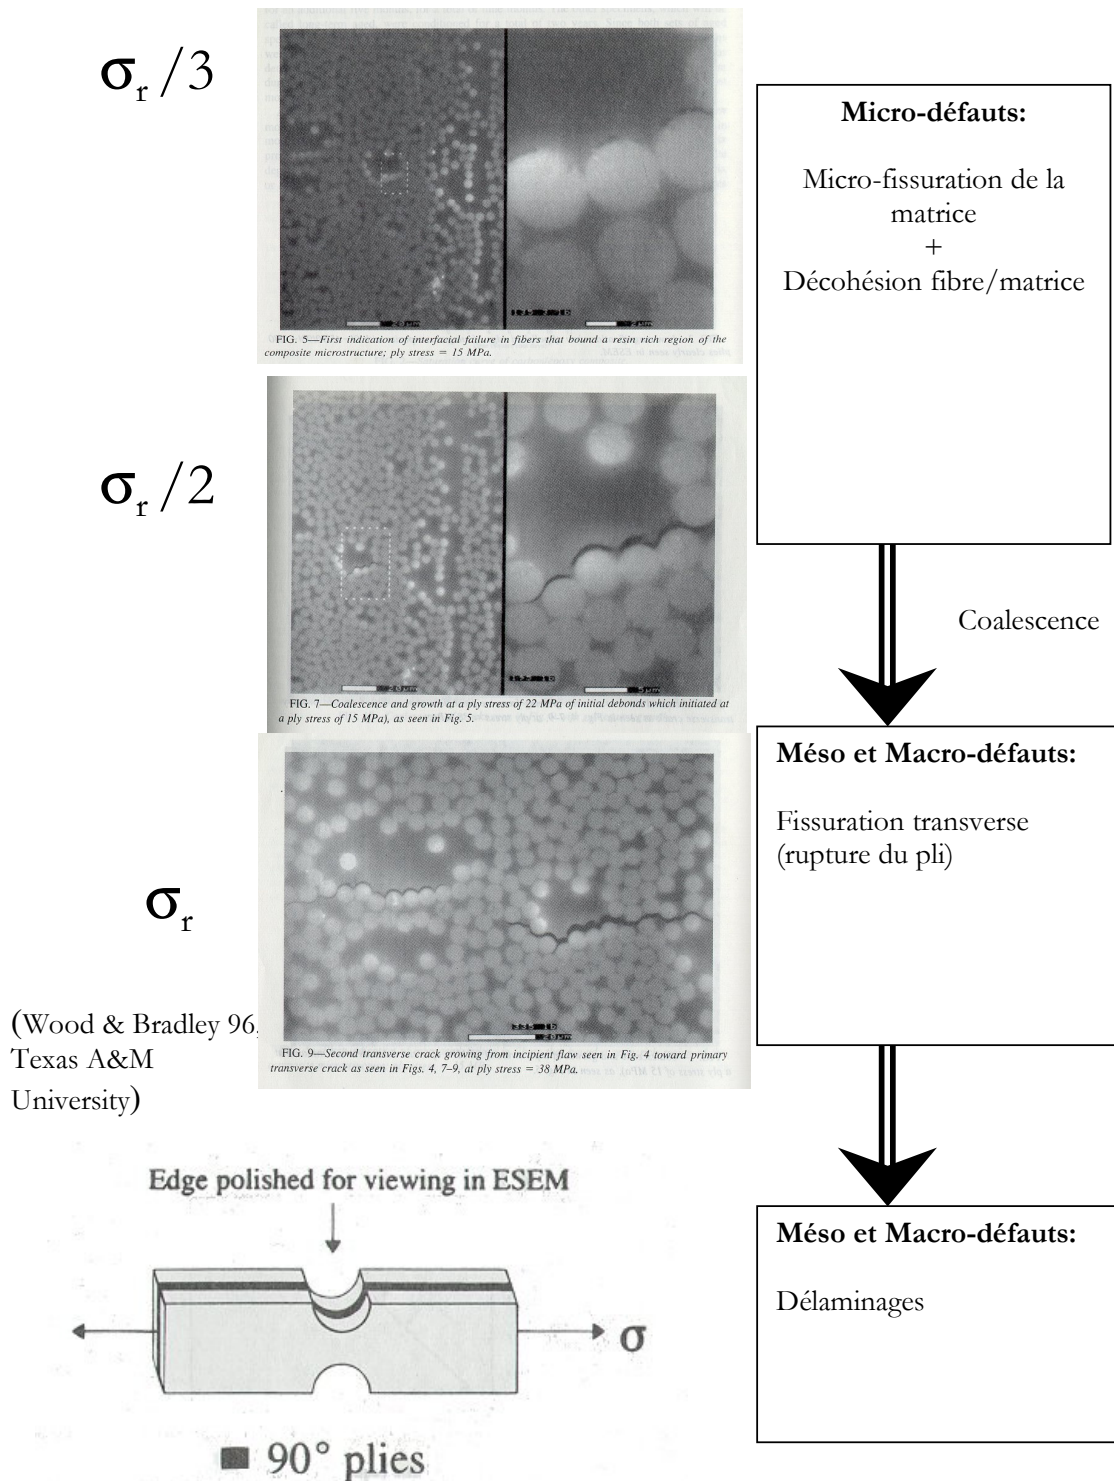 σr/3
FIG. 5—First indication of interfacial failure in fibers that bound a resin rich region of the
composite microstructure; ply stress = 15 MPa.
Micro-défauts:
Micro-fissuration de la
matrice
+
Décohésion fibre/matrice
σr/2
FIG. 7—Coalescence and growth at a ply stress of 22 MPa of initial debonds which initiated at
a ply stress of 15 MPa), as seen in Fig. 5.
Coalescence
σr
FIG. 9—Second transverse crack growing from incipient flaw seen in Fig. 4 toward primary
transverse crack as seen in Figs. 4, 7–9, at ply stress = 38 MPa.
Méso et Macro-défauts:
Fissuration transverse
(rupture du pli)
(Wood & Bradley 96,
Texas A&M
University)
Edge polished for viewing in ESEM
σ
90° plies
Méso et Macro-défauts:
Délaminages